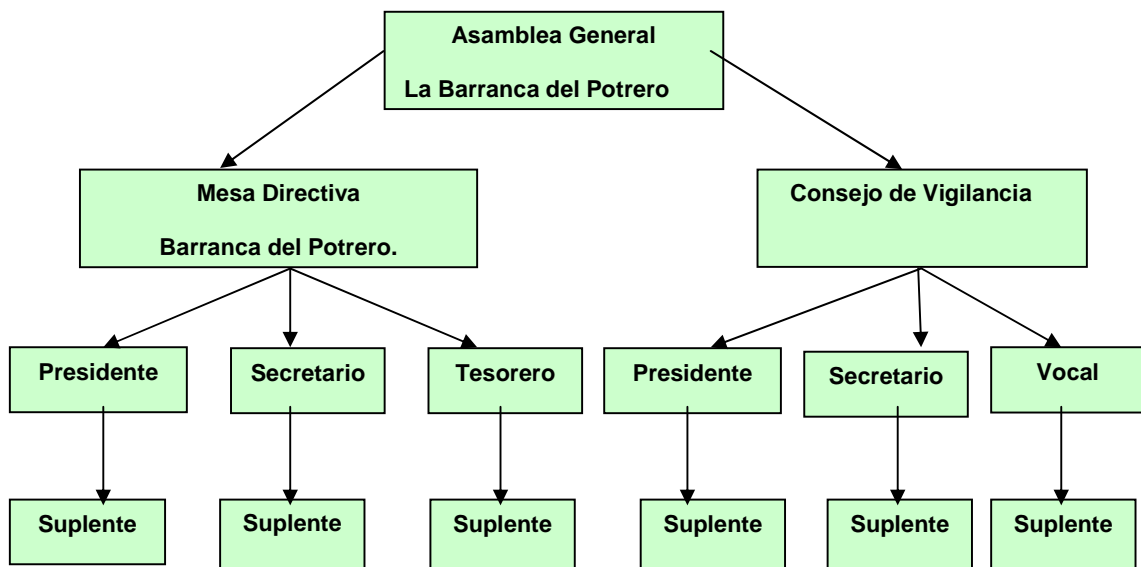 Asamblea General
La Barranca del Potrero
Mesa Directiva
Barranca del Potrero.
Consejo de Vigilancia
Presidente
Secretario
Tesorero
Presidente
Secretario
Vocal
Suplente
Suplente
Suplente
Suplente
Suplente
Suplente